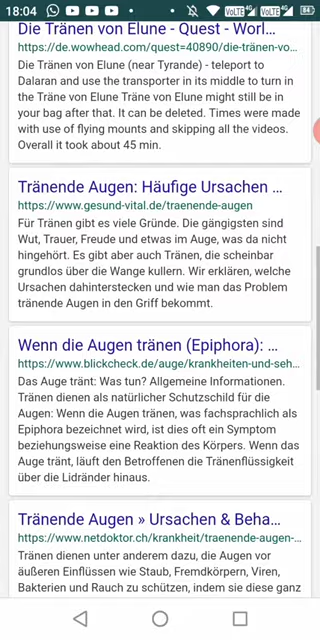 18:04 VoLTE 4G VoLTE 4G 84
Die Tränen von Elune - Quest - Worl...
https://de.wowhead.com/quest=40890/die-tränen-vo...
Die Tränen von Elune (near Tyrande) - teleport to
Dalaran and use the transporter in its middle to turn in
the Träne von Elune Träne von Elune might still be in
your bag after that. It can be deleted. Times were made
with use of flying mounts and skipping all the videos.
Overall it took about 45 min.
Tränende Augen: Häufige Ursachen ...
https://www.gesund-vital.de/traenende-augen
Für Tränen gibt es viele Gründe. Die gängigsten sind
Wut, Trauer, Freude und etwas im Auge, was da nicht
hingehört. Es gibt aber auch Tränen, die scheinbar
grundlos über die Wange kullern. Wir erklären, welche
Ursachen dahinterstecken und wie man das Problem
tränende Augen in den Griff bekommt.
Wenn die Augen tränen (Epiphora): ...
https://www.blickcheck.de/auge/krankheiten-und-seh...
Das Auge tränt: Was tun? Allgemeine Informationen.
Tränen dienen als natürlicher Schutzschild für die
Augen: Wenn die Augen tränen, was fachsprachlich als
Epiphora bezeichnet wird, ist dies oft ein Symptom
beziehungsweise eine Reaktion des Körpers. Wenn das
Auge tränt, läuft den Betroffenen die Tränenflüssigkeit
über die Lidränder hinaus.
Tränende Augen » Ursachen & Beha...
https://www.netdoktor.ch/krankheit/traenende-augen-...
Tränen dienen unter anderem dazu, die Augen vor
äußeren Einflüssen wie Staub, Fremdkörpern, Viren,
Bakterien und Rauch zu schützen, indem sie diese ganz